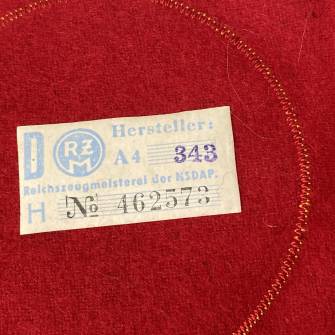 D RZM Hersteller:
A4 343
Reichszeugmeisterei der NSDAP.
H № 462573